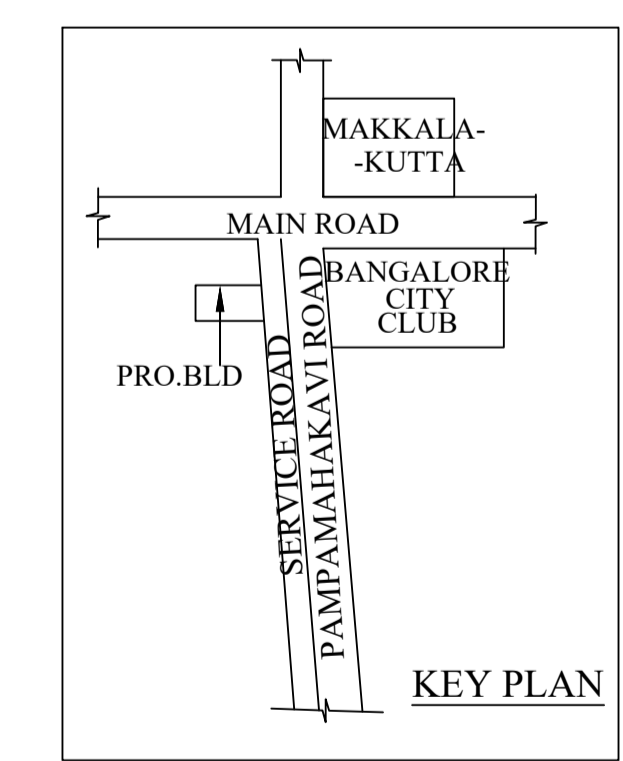 MAKKALA-
-KUTTA
MAIN ROAD
BANGALORE
CITY
CLUB
PRO.BLD
SERVICE ROAD
PAMPAMAHAKAVI ROAD
KEY PLAN